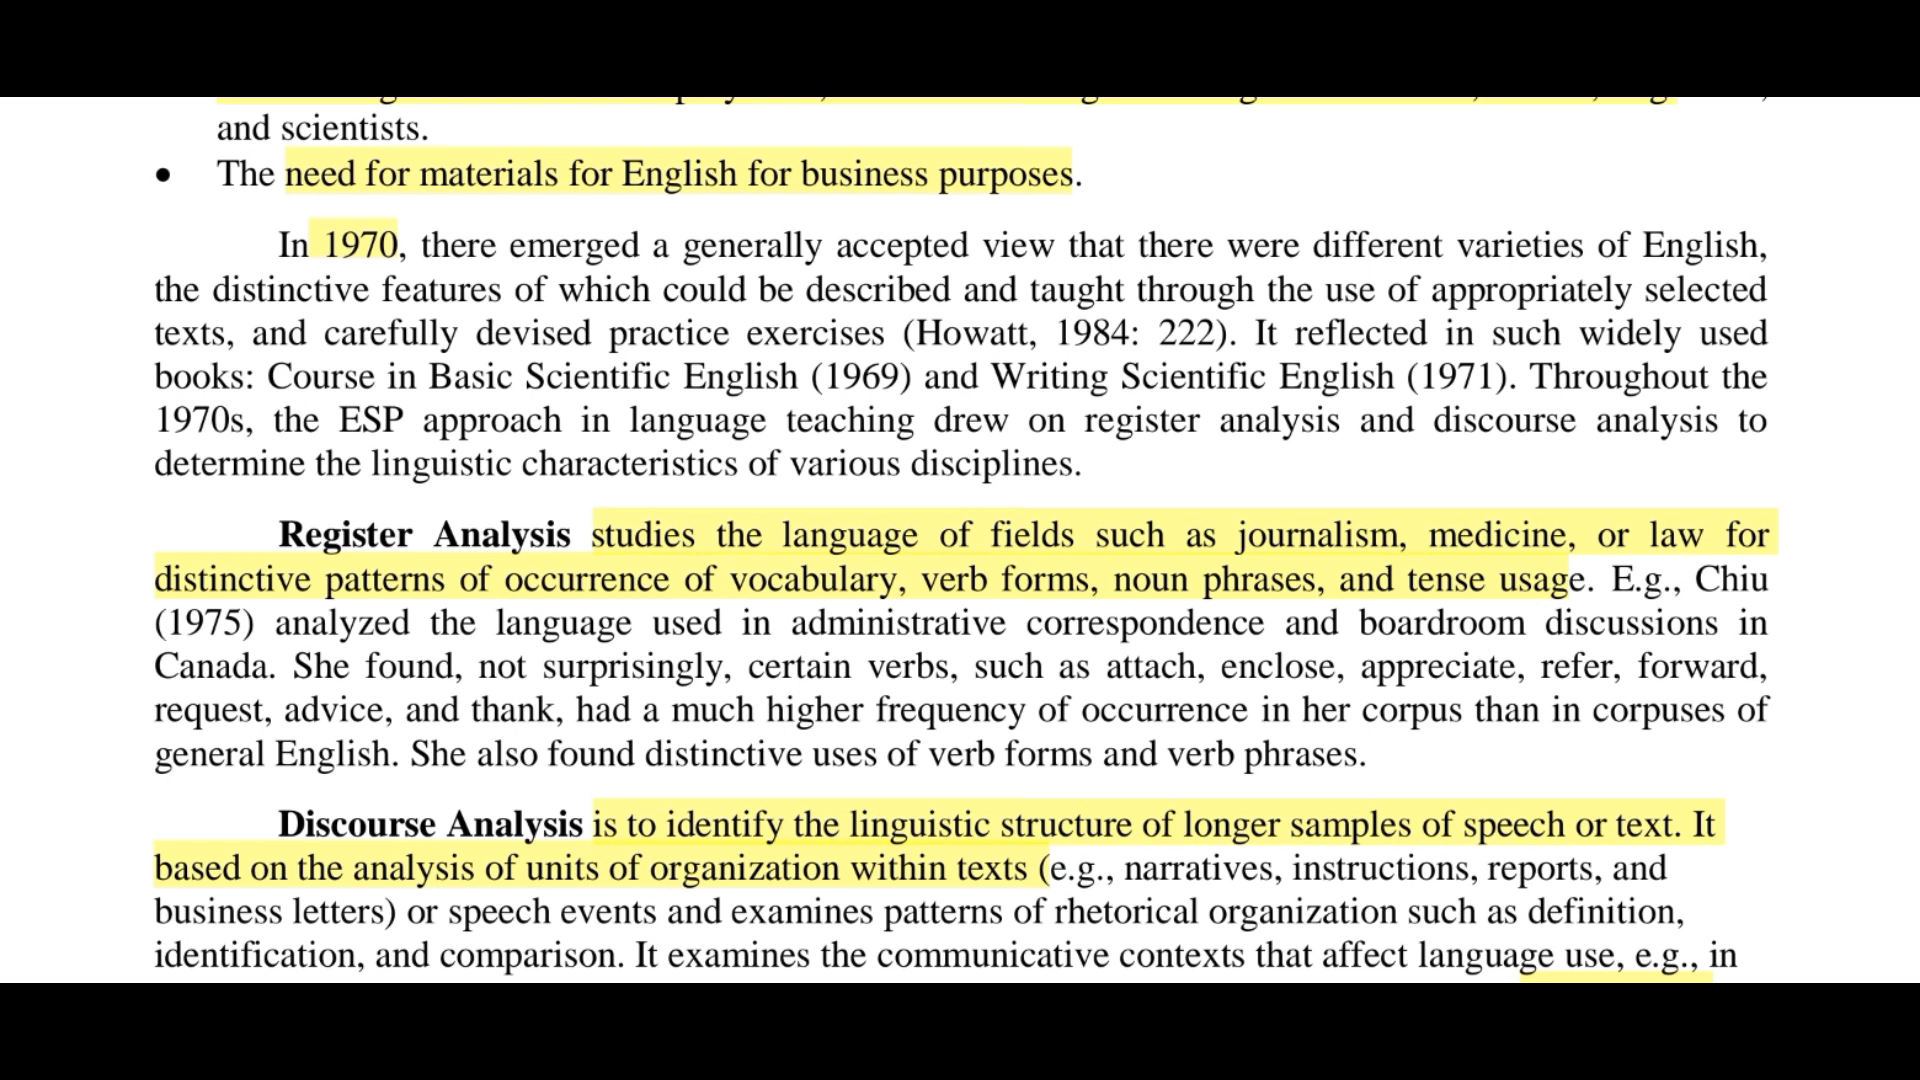 and scientists.
• The need for materials for English for business purposes.
In 1970, there emerged a generally accepted view that there were different varieties of English,
the distinctive features of which could be described and taught through the use of appropriately selected
texts, and carefully devised practice exercises (Howatt, 1984: 222). It reflected in such widely used
books: Course in Basic Scientific English (1969) and Writing Scientific English (1971). Throughout the
1970s, the ESP approach in language teaching drew on register analysis and discourse analysis to
determine the linguistic characteristics of various disciplines.
Register Analysis studies the language of fields such as journalism, medicine, or law for
distinctive patterns of occurrence of vocabulary, verb forms, noun phrases, and tense usage. E.g., Chiu
(1975) analyzed the language used in administrative correspondence and boardroom discussions in
Canada. She found, not surprisingly, certain verbs, such as attach, enclose, appreciate, refer, forward,
request, advice, and thank, had a much higher frequency of occurrence in her corpus than in corpuses of
general English. She also found distinctive uses of verb forms and verb phrases.
Discourse Analysis is to identify the linguistic structure of longer samples of speech or text. It
based on the analysis of units of organization within texts (e.g., narratives, instructions, reports, and
business letters) or speech events and examines patterns of rhetorical organization such as definition,
identification, and comparison. It examines the communicative contexts that affect language use, e.g., in